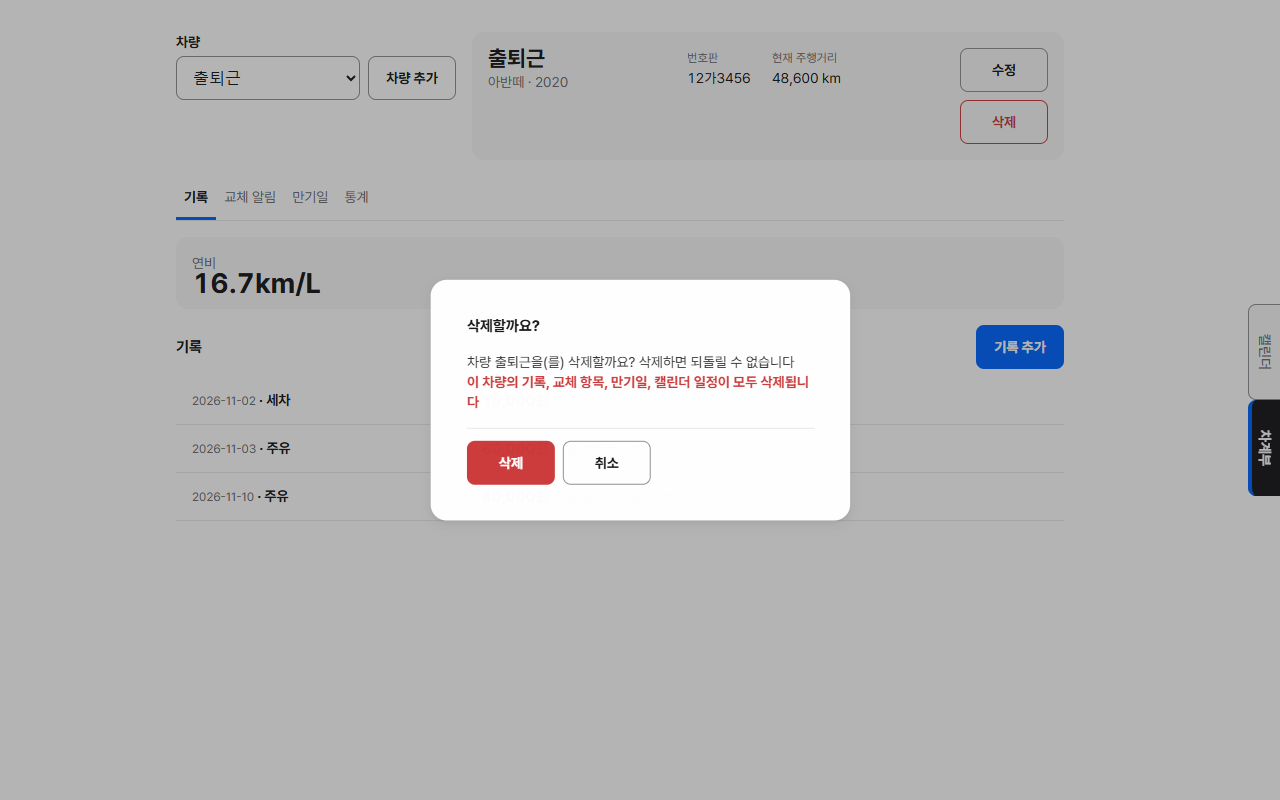 차량
출퇴근
차량 추가
출퇴근
아반떼 · 2020
번호판
12가3456
현재 주행거리
48,600 km
수정
삭제
기록
교체 알림
만기일
통계
연비
16.7km/L
기록
기록 추가
2026-11-02 · 세차
2026-11-03 · 주유
2026-11-10 · 주유
삭제할까요?
차량 출퇴근을(를) 삭제할까요? 삭제하면 되돌릴 수 없습니다
이 차량의 기록, 교체 항목, 만기일, 캘린더 일정이 모두 삭제됩니
다
삭제
취소
캘린더
차계부